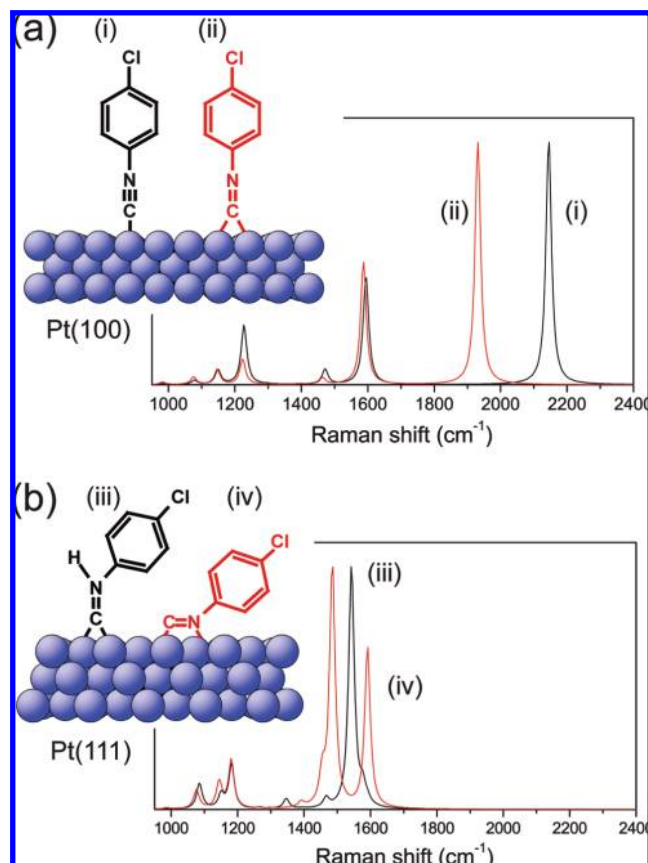 (a)
(i)
(ii)
Cl
Cl
N
N
C
C
(ii)
(i)
Pt(100)
1000 1200 1400 1600 1800 2000 2200 2400
Raman shift (cm-1)
(b)
(iii)
(iv)
Cl
Cl
H
N
C
C=N
(iii)
(iv)
Pt(111)
1000 1200 1400 1600 1800 2000 2200 2400
Raman shift (cm-1)